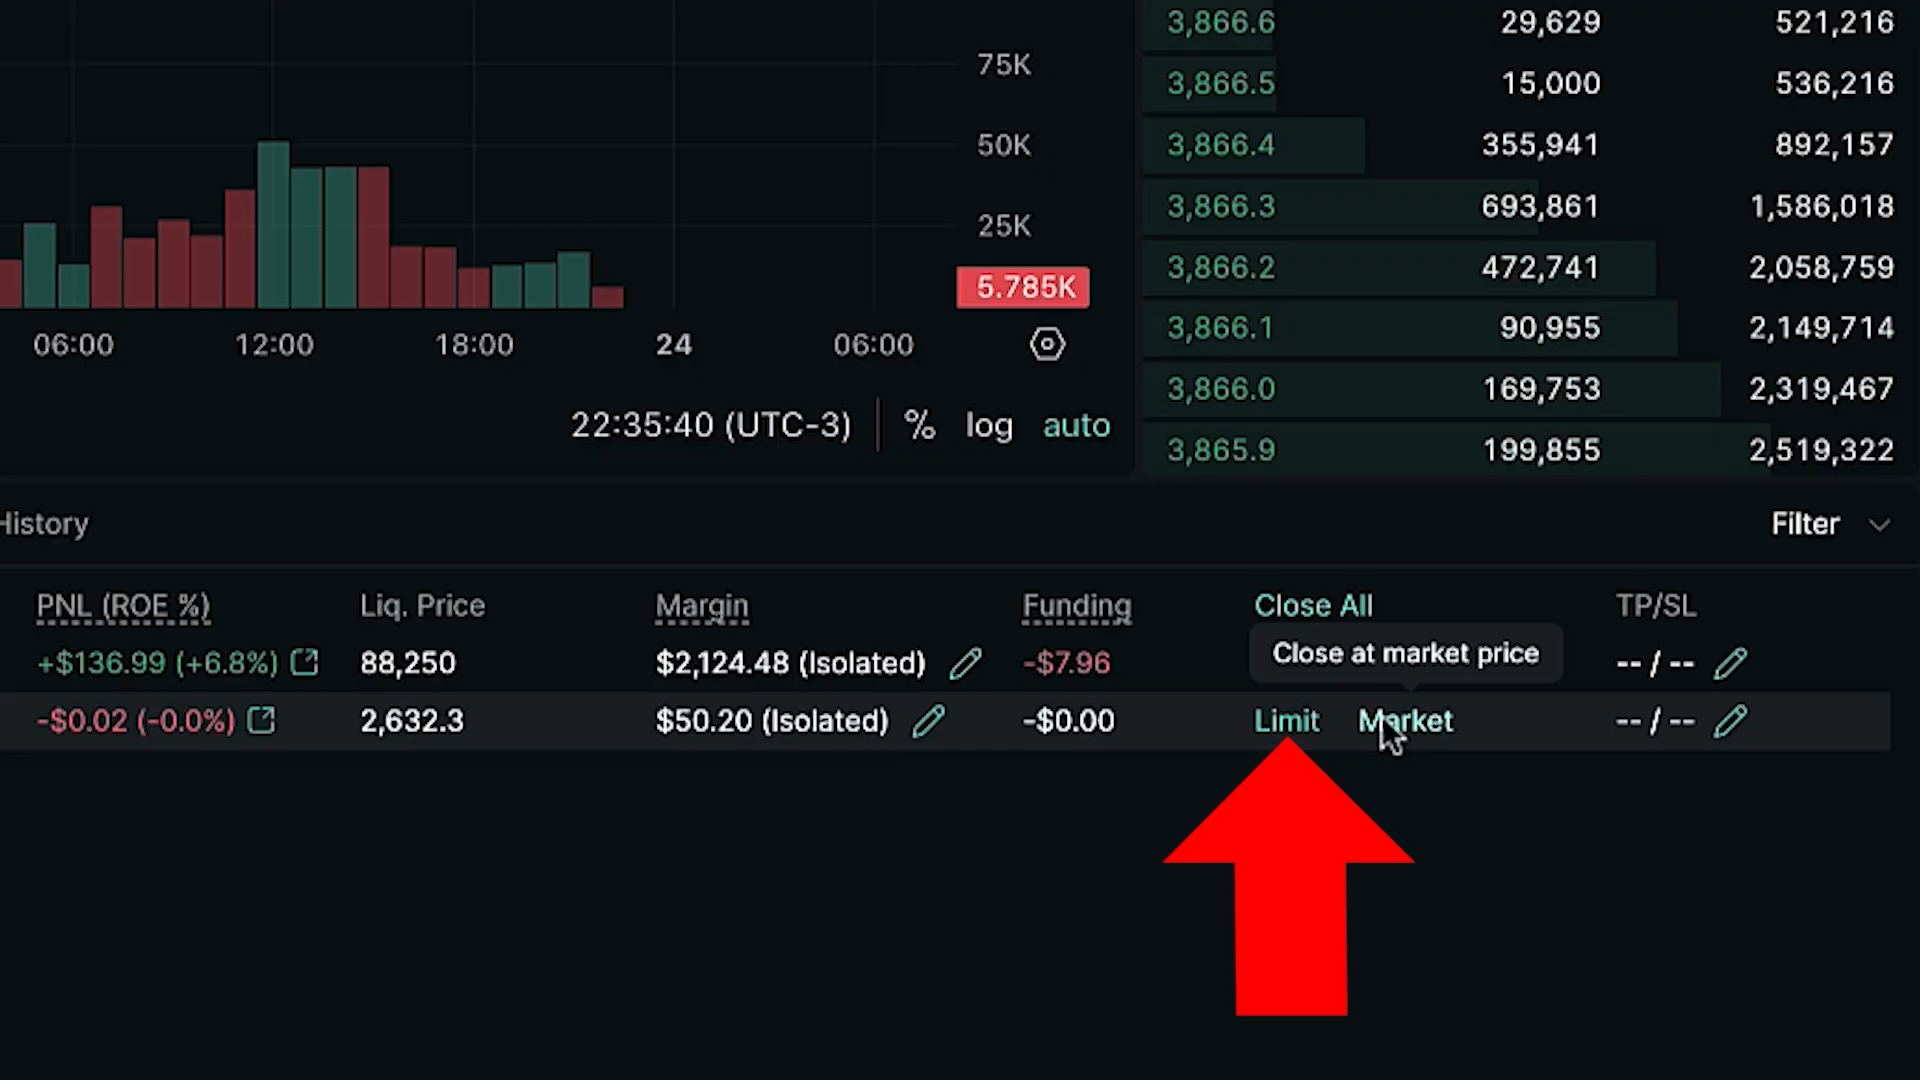 3,866.6 29,629 521,216
75K
3,866.5 15,000 536,216
50K
3,866.4 355,941 892,157
3,866.3 693,861 1,586,018
25K
3,866.2 472,741 2,058,759
5.785K
3,866.1 90,955 2,149,714
06:00 12:00 18:00 24 06:00
3,866.0 169,753 2,319,467
22:35:40 (UTC-3) % log auto
3,865.9 199,855 2,519,322
History Filter
PNL (ROE %) Liq. Price Margin Funding Close All TP/SL
Close at market price
+$136.99 (+6.8%) 88,250 $2,124.48 (Isolated) -$7.96 -- / --
-$0.02 (-0.0%) 2,632.3 $50.20 (Isolated) -$0.00 Limit Market -- / --